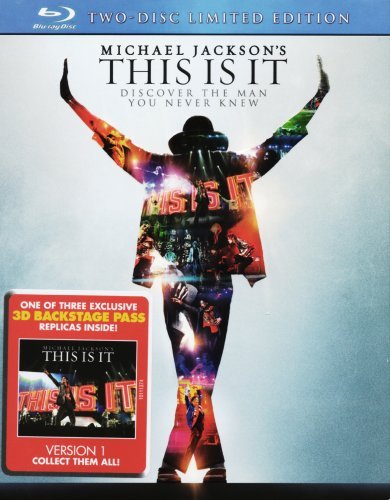 Blu-ray Disc
TWO-DISC LIMITED EDITION
MICHAEL JACKSON'S
THIS IS IT
DISCOVER THE MAN
YOU NEVER KNEW
THIS IS IT
ONE OF THREE EXCLUSIVE
3D BACKSTAGE PASS
REPLICAS INSIDE!
MICHAEL JACKSON'S
THIS IS IT
THIS IS IT
VERSION 1
COLLECT THEM ALL!